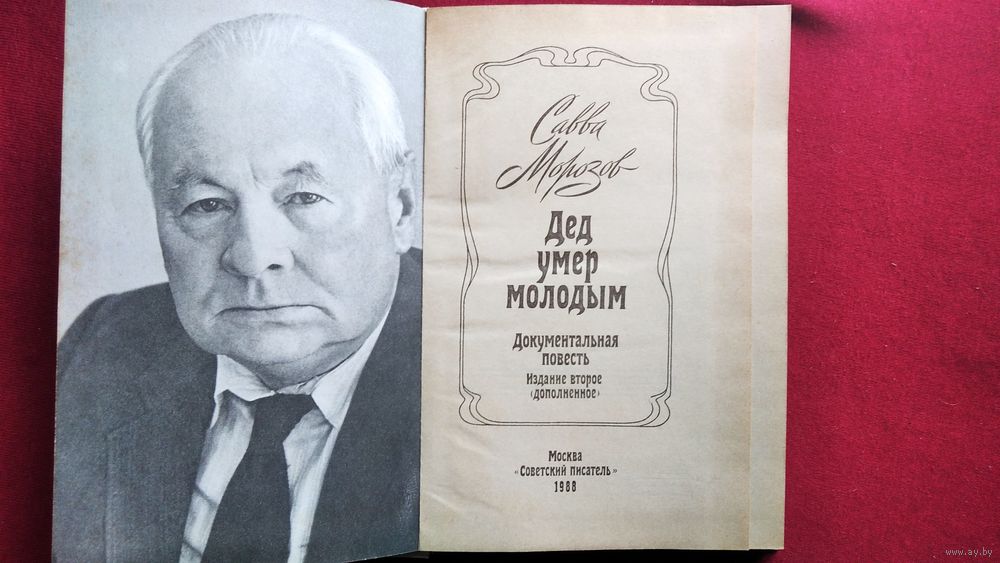 Савва
Морозов
Дед
умер
молодым
Документальная
повесть
Издание второе
‹дополненное›
Москва
«Советский писатель»
1988
www.ay.by